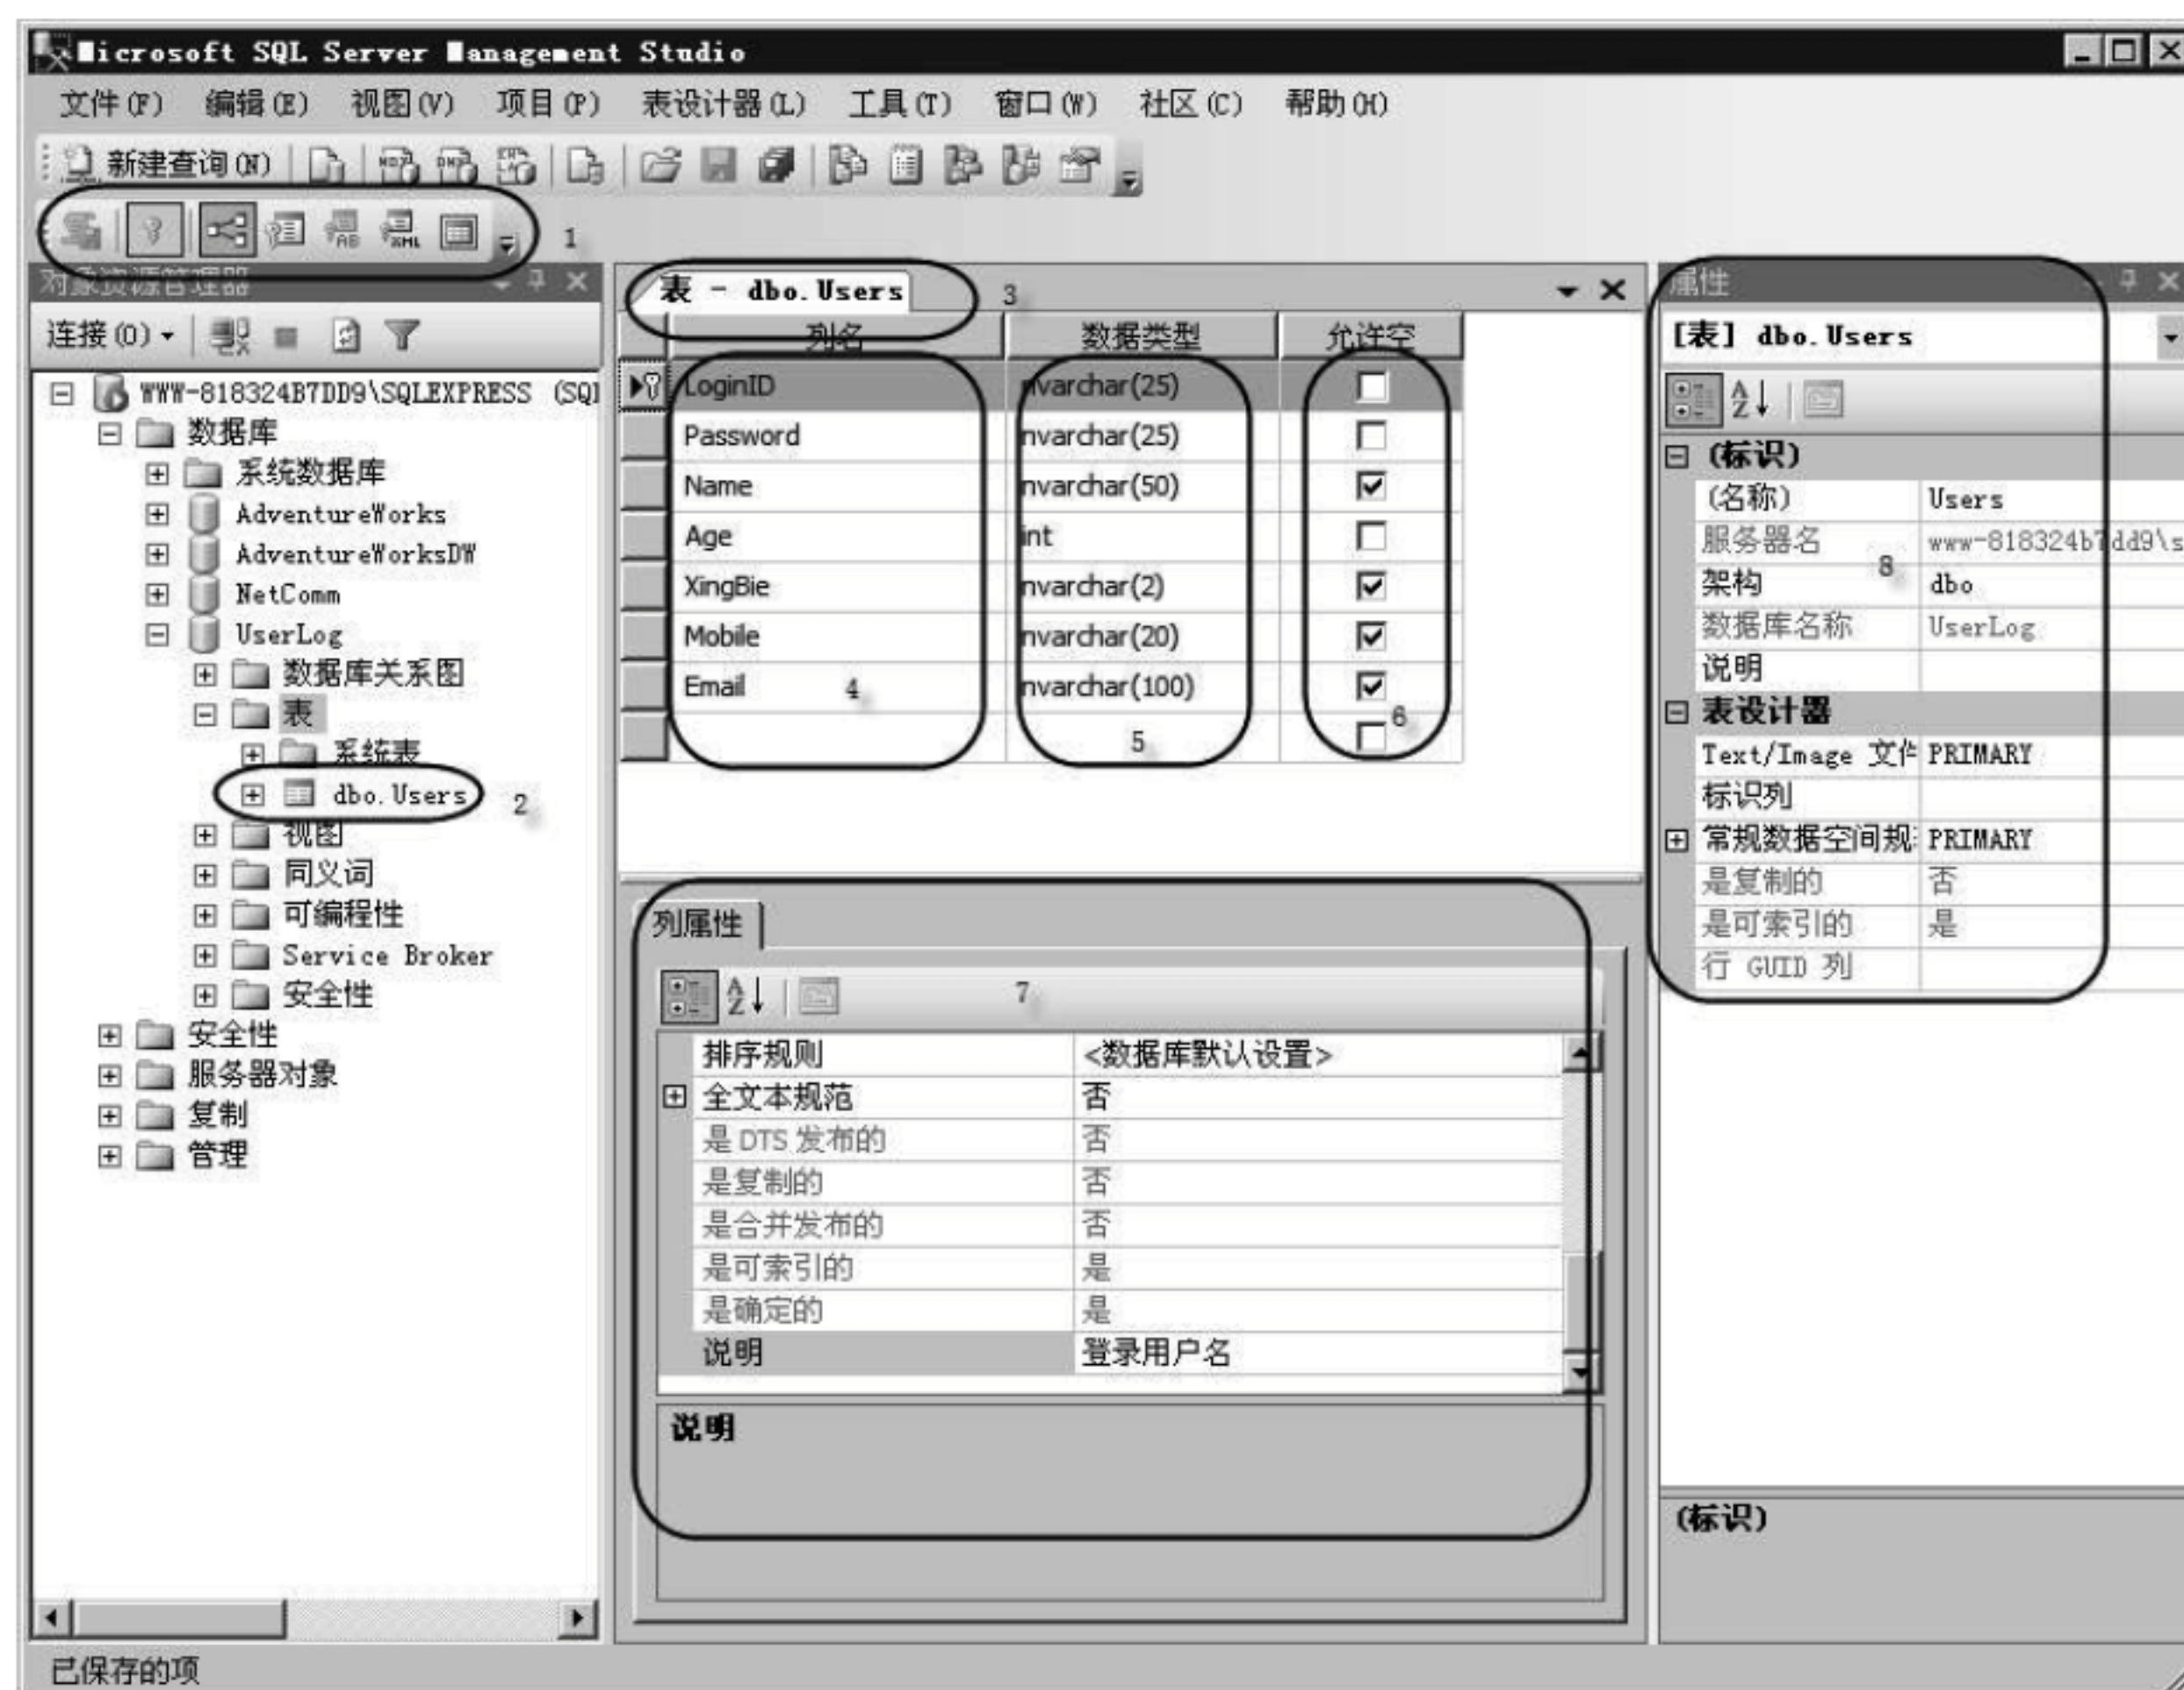 Microsoft SQL Server Management Studio
文件(F) 编辑(E) 视图(V) 项目(P) 表设计器(L) 工具(T) 窗口(W) 社区(C) 帮助(H)
新建查询(N)
1
对象资源管理器
连接(O)
WWW-818324B7DD9\SQLEXPRESS (SQL
数据库
系统数据库
AdventureWorks
AdventureWorksDW
NetComm
UserLog
数据库关系图
表
系统表
dbo.Users 2
视图
同义词
可编程性
Service Broker
安全性
安全性
服务器对象
复制
管理
表 - dbo.Users 3
列名 数据类型 允许空
LoginID nvarchar(25)
Password nvarchar(25)
Name nvarchar(50)
Age int
XingBie nvarchar(2)
Mobile nvarchar(20)
Email nvarchar(100)
4
5
6
列属性
7
排序规则 <数据库默认设置>
全文本规范 否
是 DTS 发布的 否
是复制的 否
是合并发布的 否
是可索引的 是
是确定的 是
说明 登录用户名
说明
属性
[表] dbo.Users
(标识)
(名称) Users
服务器名 www-818324b7dd9\s
8
架构 dbo
数据库名称 UserLog
说明
表设计器
Text/Image 文件 PRIMARY
标识列
常规数据空间规 PRIMARY
是复制的 否
是可索引的 是
行 GUID 列
(标识)
已保存的项